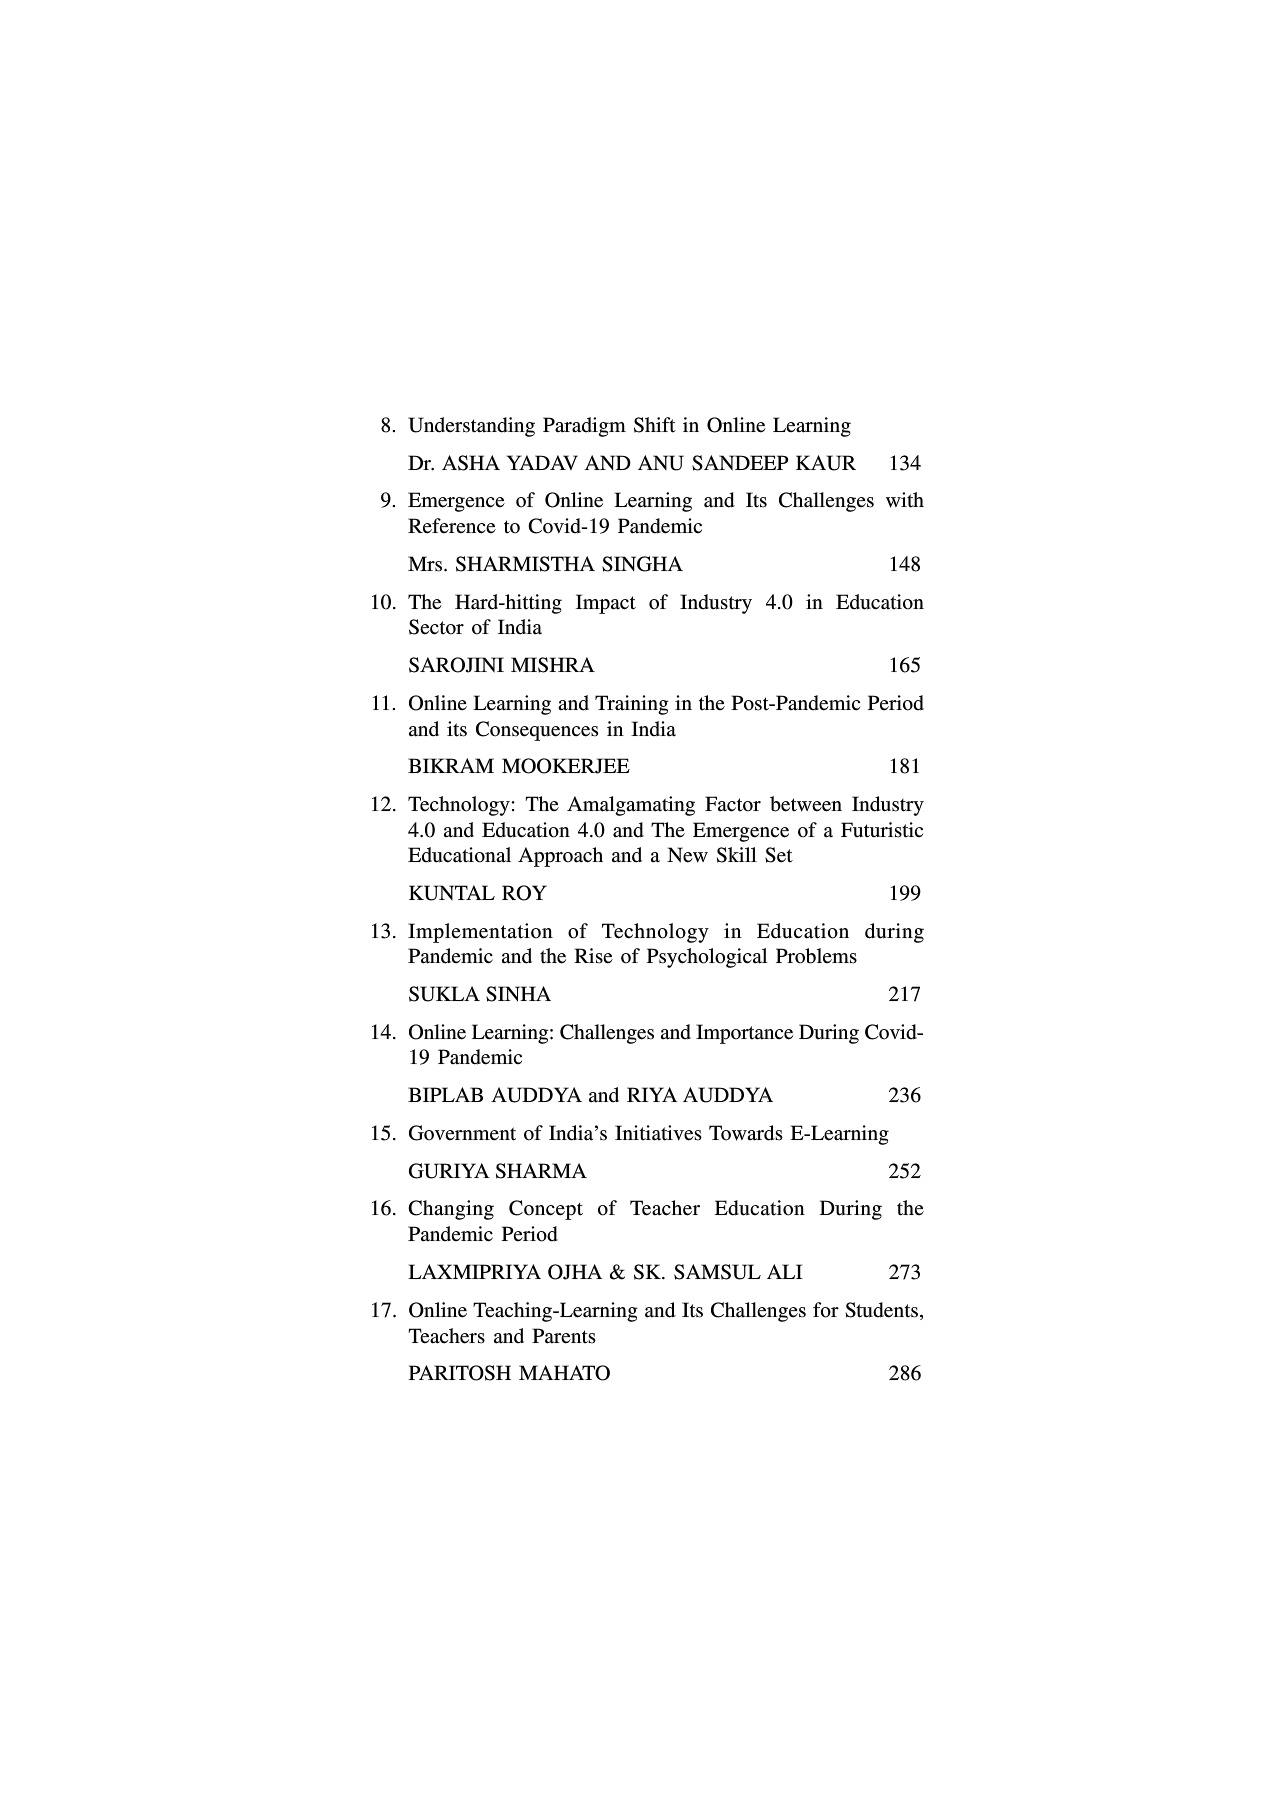 8. Understanding Paradigm Shift in Online Learning
Dr. ASHA YADAV AND ANU SANDEEP KAUR 134
9. Emergence of Online Learning and Its Challenges with
Reference to Covid-19 Pandemic
Mrs. SHARMISTHA SINGHA 148
10. The Hard-hitting Impact of Industry 4.0 in Education
Sector of India
SAROJINI MISHRA 165
11. Online Learning and Training in the Post-Pandemic Period
and its Consequences in India
BIKRAM MOOKERJEE 181
12. Technology: The Amalgamating Factor between Industry
4.0 and Education 4.0 and The Emergence of a Futuristic
Educational Approach and a New Skill Set
KUNTAL ROY 199
13. Implementation of Technology in Education during
Pandemic and the Rise of Psychological Problems
SUKLA SINHA 217
14. Online Learning: Challenges and Importance During Covid-
19 Pandemic
BIPLAB AUDDYA and RIYA AUDDYA 236
15. Government of India’s Initiatives Towards E-Learning
GURIYA SHARMA 252
16. Changing Concept of Teacher Education During the
Pandemic Period
LAXMIPRIYA OJHA & SK. SAMSUL ALI 273
17. Online Teaching-Learning and Its Challenges for Students,
Teachers and Parents
PARITOSH MAHATO 286